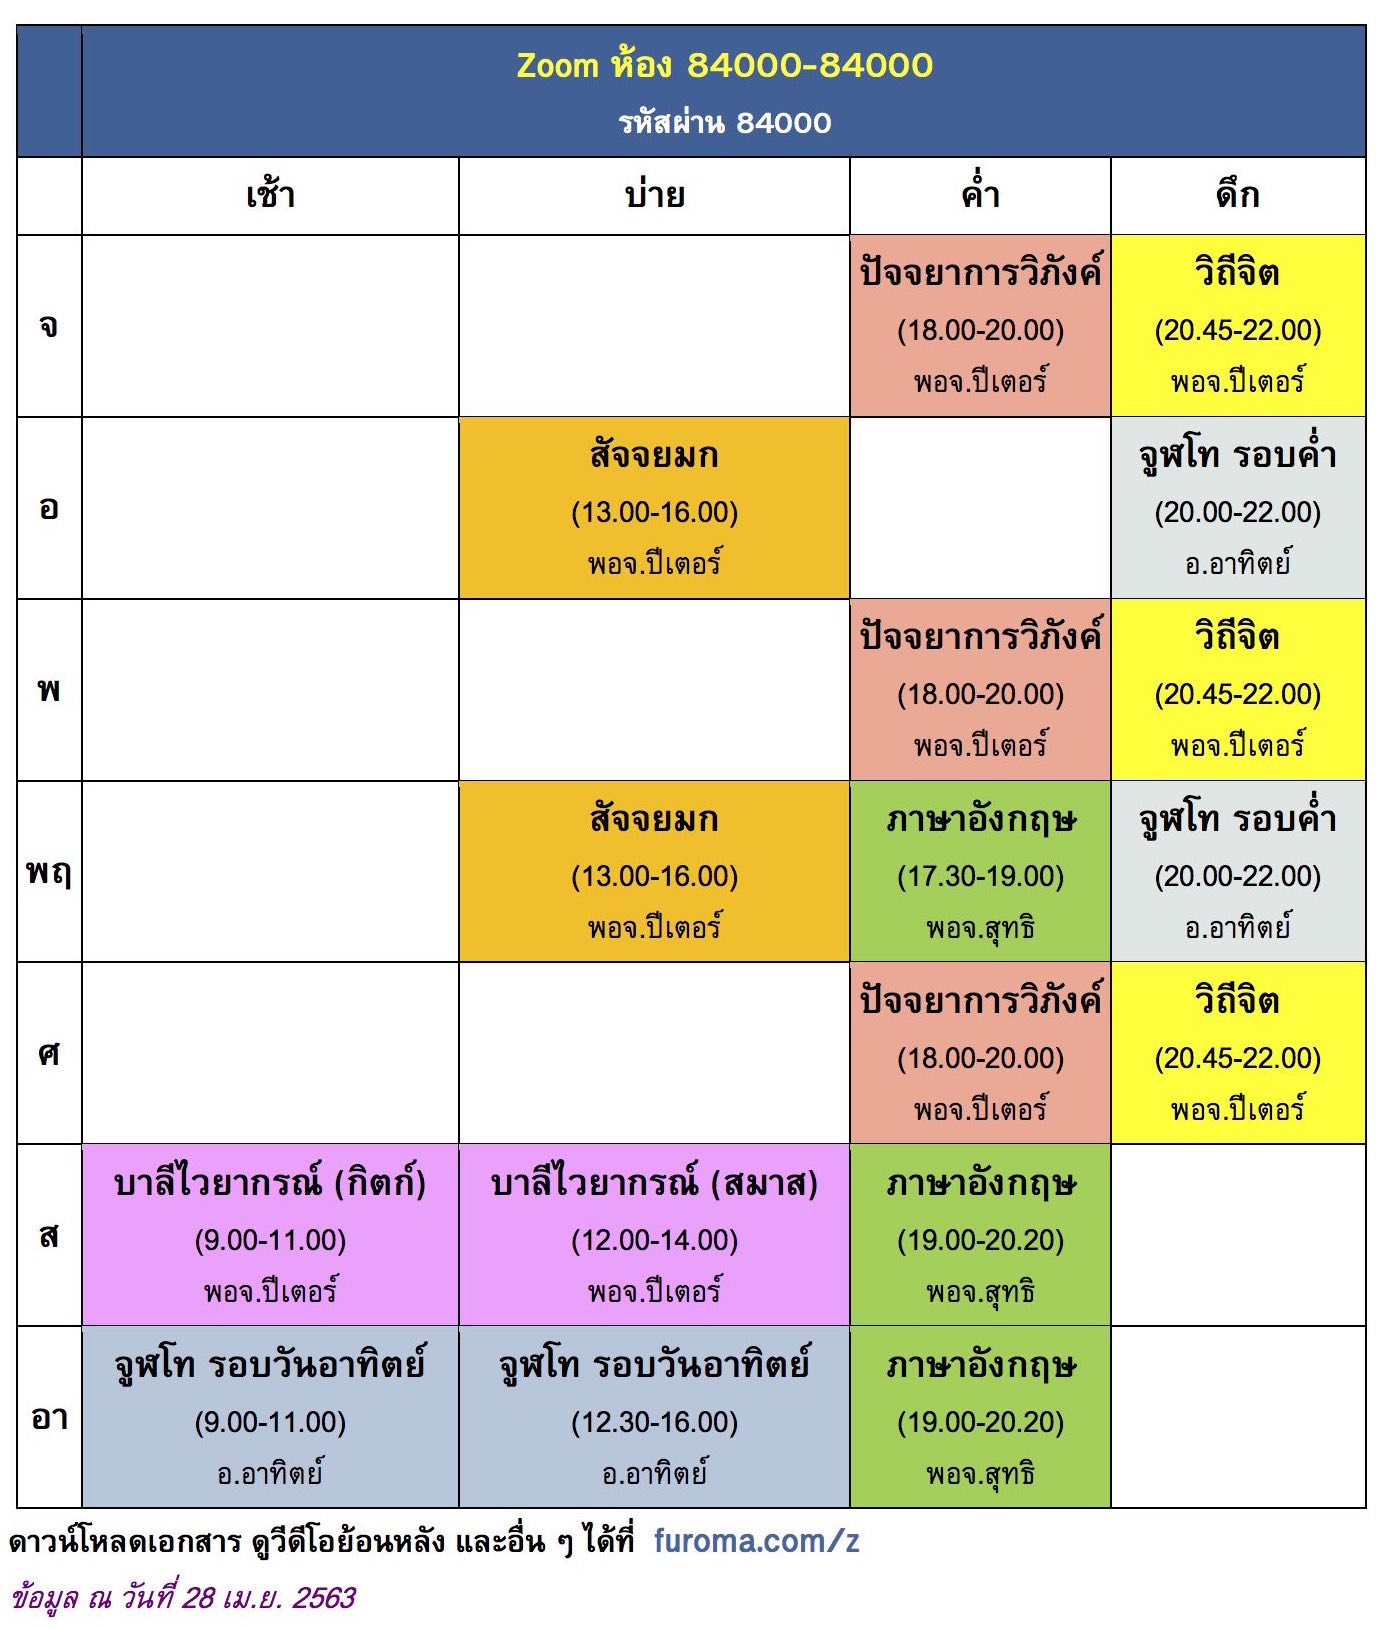 Zoom ห้อง 84000-84000
รหัสผ่าน 84000
เช้า บ่าย ค่ำ ดึก
จ
ปัจจยาการวิภังค์
(18.00-20.00)
พอจ.ปีเตอร์
วิถีจิต
(20.45-22.00)
พอจ.ปีเตอร์
อ
สัจจยมก
(13.00-16.00)
พอจ.ปีเตอร์
จูฬโท รอบค่ำ
(20.00-22.00)
อ.อาทิตย์
พ
ปัจจยาการวิภังค์
(18.00-20.00)
พอจ.ปีเตอร์
วิถีจิต
(20.45-22.00)
พอจ.ปีเตอร์
พฤ
สัจจยมก
(13.00-16.00)
พอจ.ปีเตอร์
ภาษาอังกฤษ
(17.30-19.00)
พอจ.สุทธิ
จูฬโท รอบค่ำ
(20.00-22.00)
อ.อาทิตย์
ศ
ปัจจยาการวิภังค์
(18.00-20.00)
พอจ.ปีเตอร์
วิถีจิต
(20.45-22.00)
พอจ.ปีเตอร์
ส
บาลีไวยากรณ์ (กิตก์)
(9.00-11.00)
พอจ.ปีเตอร์
บาลีไวยากรณ์ (สมาส)
(12.00-14.00)
พอจ.ปีเตอร์
ภาษาอังกฤษ
(19.00-20.20)
พอจ.สุทธิ
อา
จูฬโท รอบวันอาทิตย์
(9.00-11.00)
อ.อาทิตย์
จูฬโท รอบวันอาทิตย์
(12.30-16.00)
อ.อาทิตย์
ภาษาอังกฤษ
(19.00-20.20)
พอจ.สุทธิ
ดาวน์โหลดเอกสาร ดูวีดีโอย้อนหลัง และอื่น ๆ ได้ที่ furoma.com/z
ข้อมูล ณ วันที่ 28 เม.ย. 2563